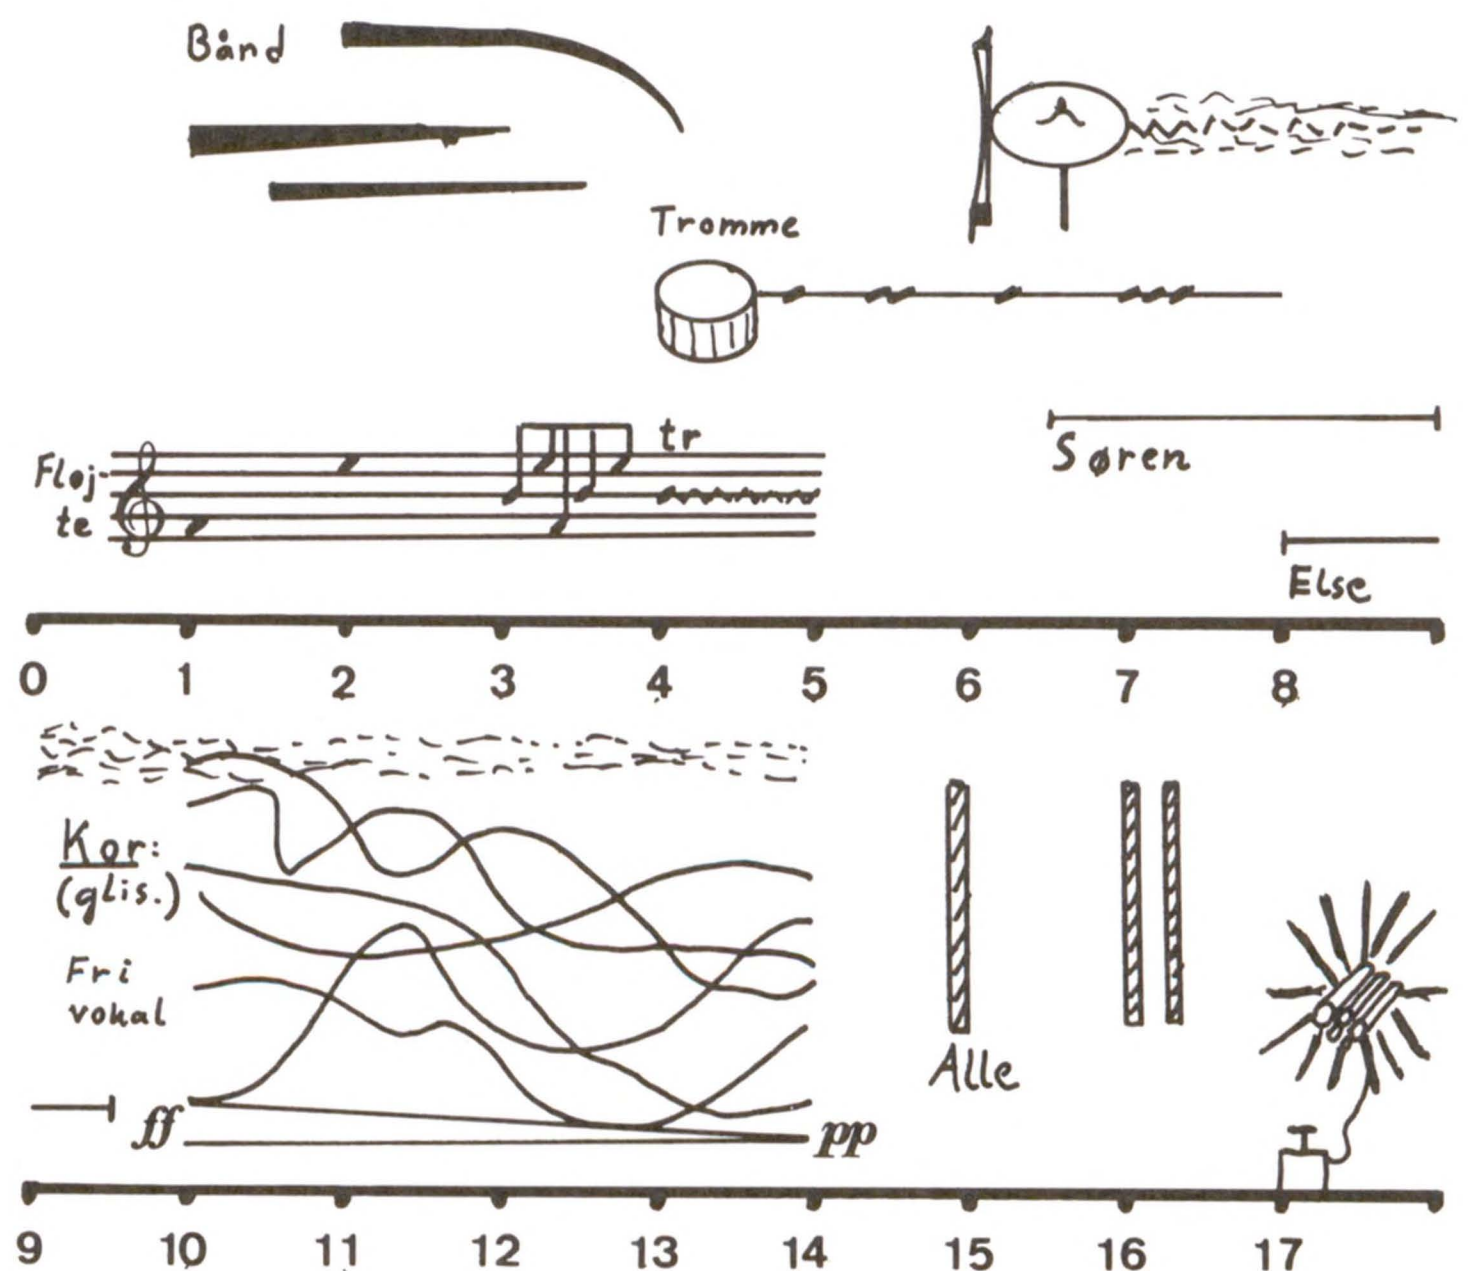 Bånd
Tromme
tr
Fløj-
te
Søren
Else
0 1 2 3 4 5 6 7 8
Kor:
(glis.)
Fri
vokal
ff
pp
Alle
9 10 11 12 13 14 15 16 17